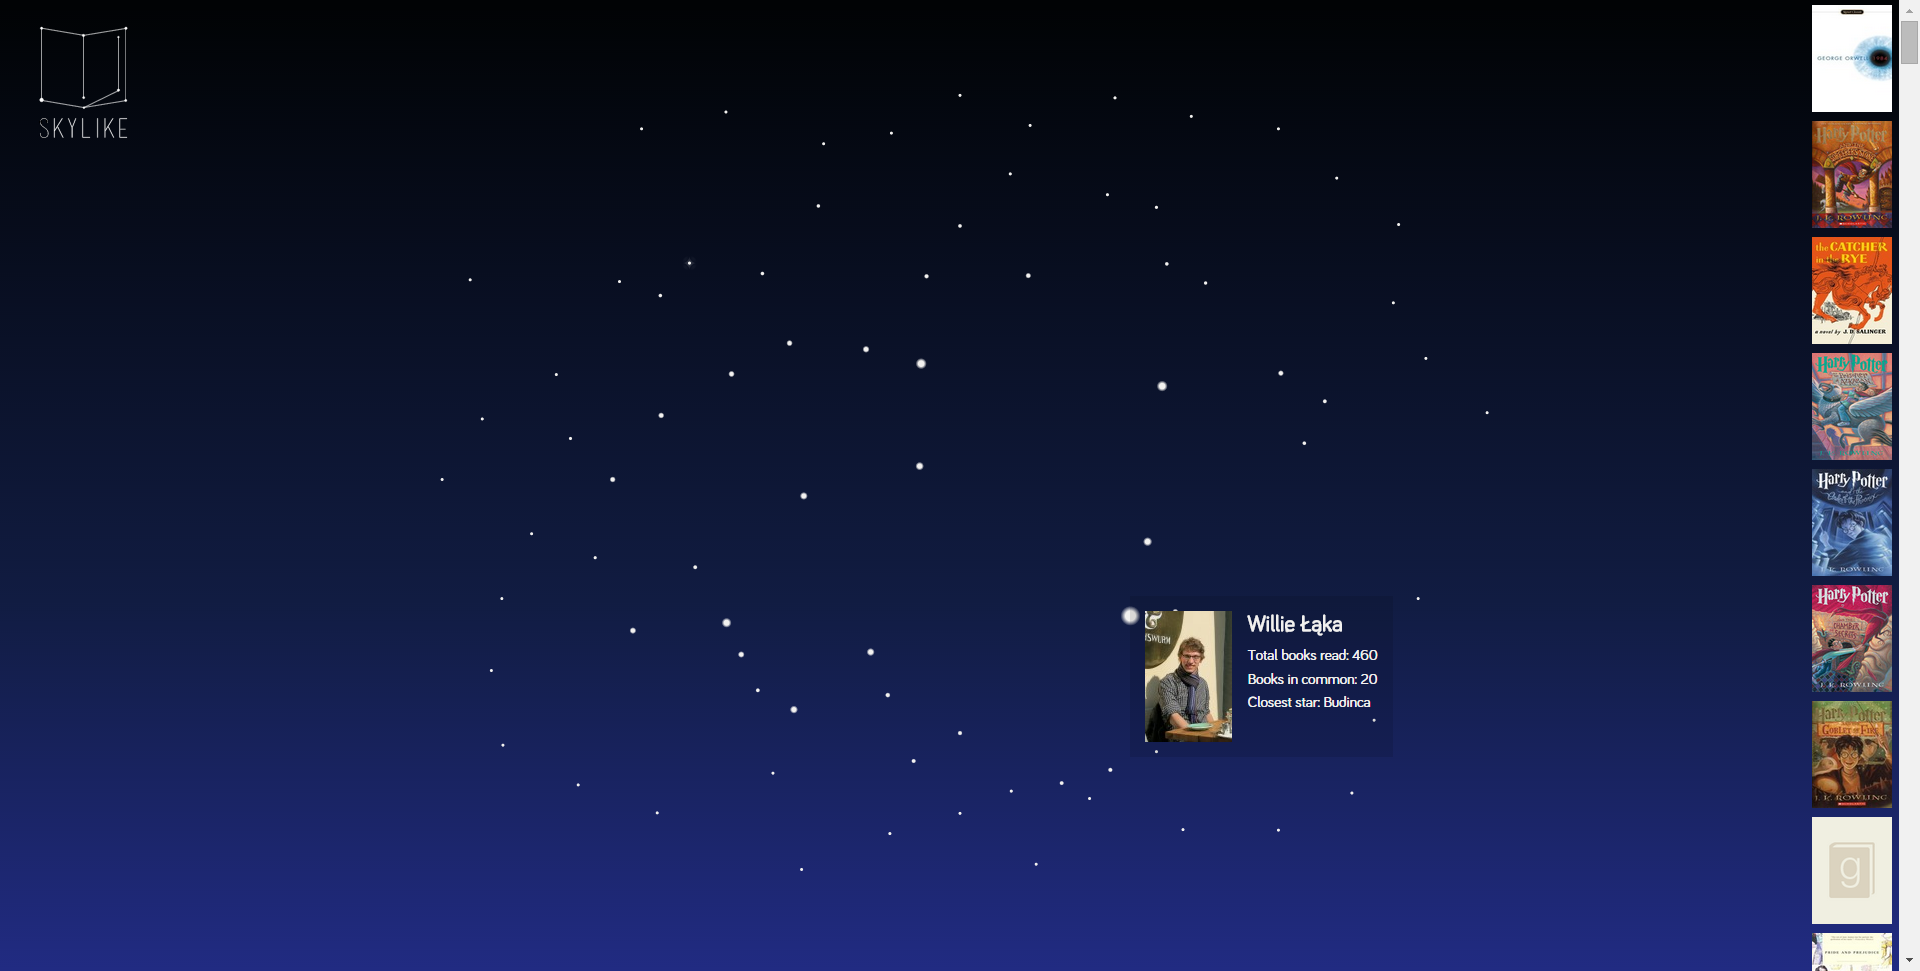 SKYLIKE
Willie Łąka
Total books read: 460
Books in common: 20
Closest star: Budinca
GEORGE ORWELL
Harry Potter
J. K. ROWLING
the CATCHER
in the RYE
a novel by J. D. SALINGER
Harry Potter
Harry Potter
J. K. ROWLING
Harry Potter
CHAMBER
SECRETS
J. K. ROWLING
Harry Potter
GOBLET OF FIRE
J. K. ROWLING
g
PRIDE AND PREJUDICE